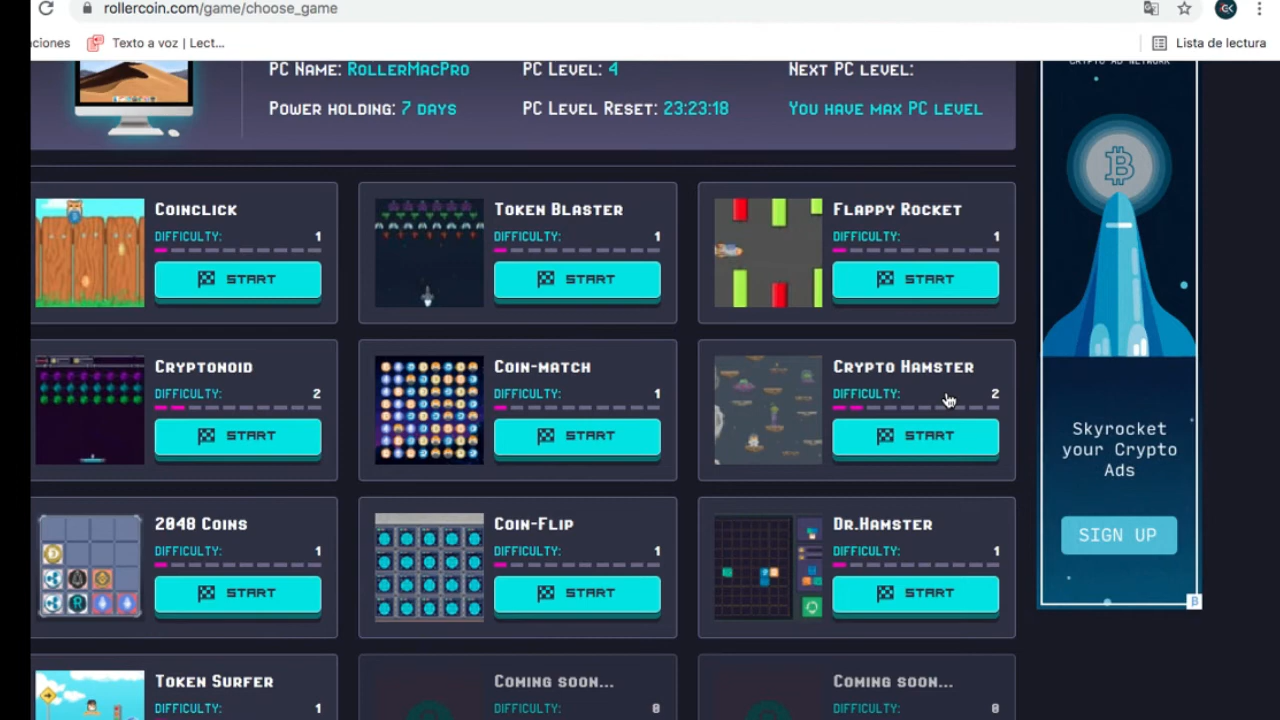 rollercoin.com/game/choose_game
ciones
Texto a voz | Lect...
Lista de lectura
PC Name: RollerMacPro
PC Level: 4
Next PC level:
Power holding: 7 days
PC Level Reset: 23:23:18
You have max PC level
CRYPTO AD NETWORK
Coinclick
Difficulty: 1
START
Token Blaster
Difficulty: 1
START
Flappy Rocket
Difficulty: 1
START
Cryptonoid
Difficulty: 2
START
Coin-match
Difficulty: 1
START
Crypto Hamster
Difficulty: 2
START
Skyrocket
your Crypto
Ads
SIGN UP
2048 Coins
Difficulty: 1
START
Coin-Flip
Difficulty: 1
START
Dr.Hamster
Difficulty: 1
START
Token Surfer
Difficulty: 1
Coming soon...
Difficulty: 0
Coming soon...
Difficulty: 0